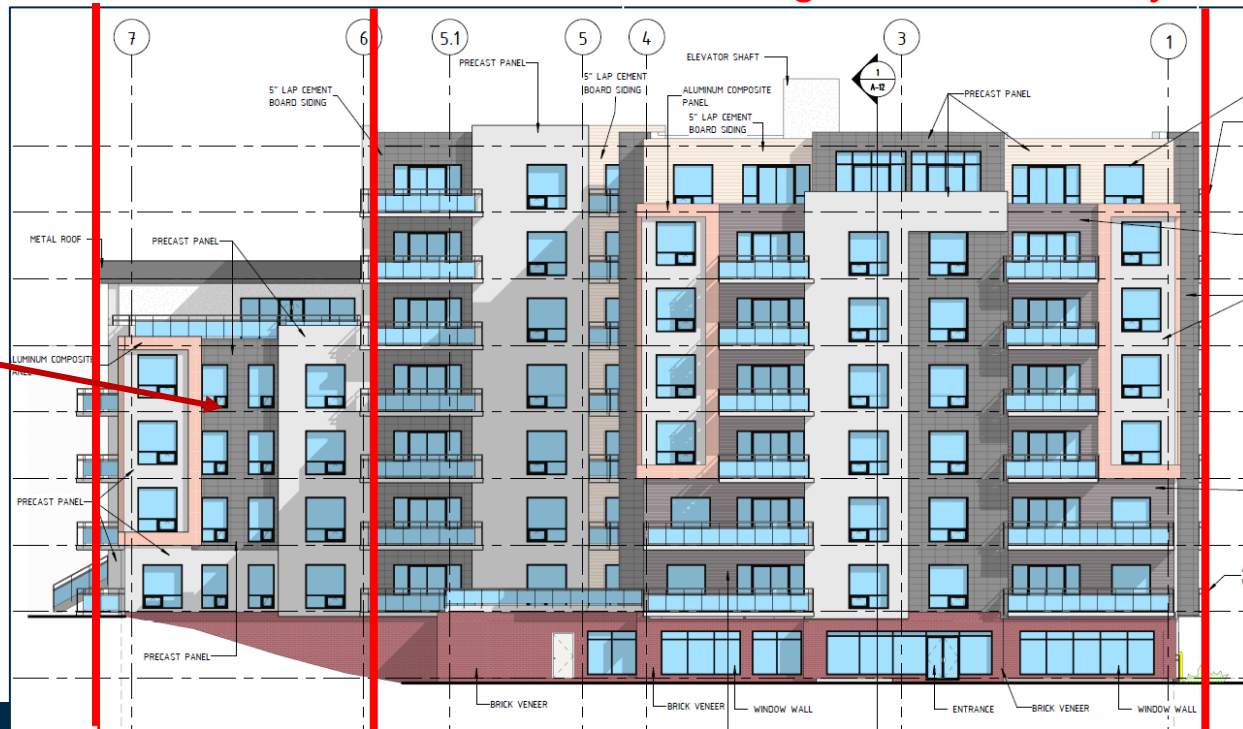 7
6
5.1
5
4
3
1
1
A-12
PRECAST PANEL
ELEVATOR SHAFT
5" LAP CEMENT
BOARD SIDING
5" LAP CEMENT
BOARD SIDING
ALUMINUM COMPOSITE
PANEL
PRECAST PANEL
5" LAP CEMENT
BOARD SIDING
METAL ROOF
PRECAST PANEL
LUMINUM COMPOSITE
PRECAST PANEL
PRECAST PANEL
BRICK VENEER
BRICK VENEER
WINDOW WALL
ENTRANCE
BRICK VENEER
WINDOW WALL